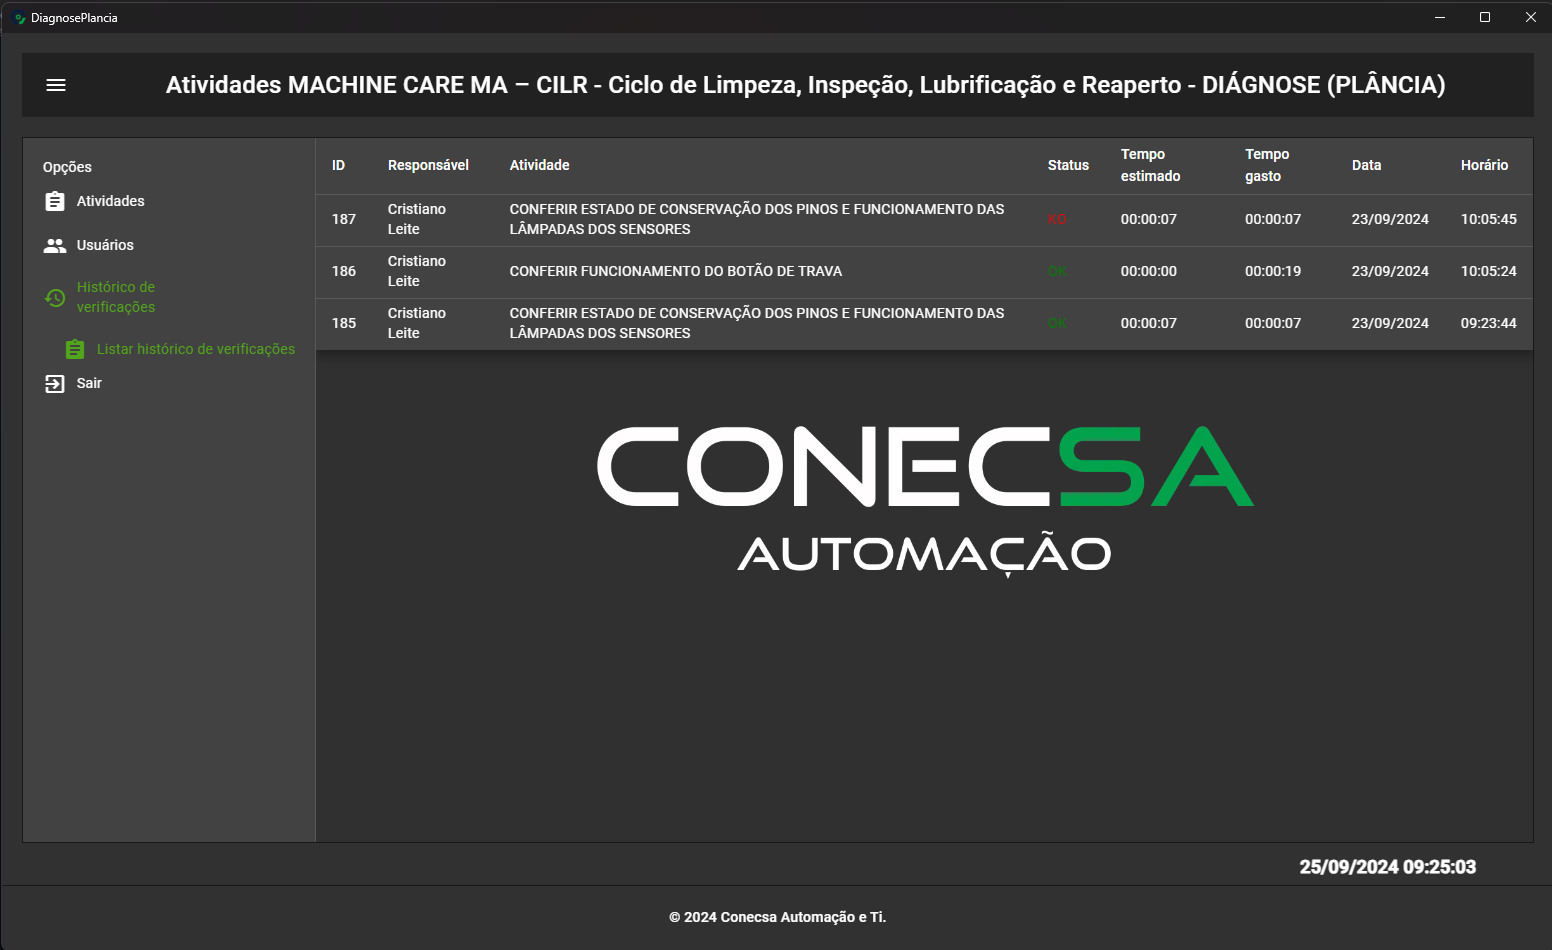 DiagnosePlancia
Atividades MACHINE CARE MA – CILR - Ciclo de Limpeza, Inspeção, Lubrificação e Reaperto - DIÁGNOSE (PLÂNCIA)
Opções
Atividades
Usuários
Histórico de
verificações
Listar histórico de verificações
Sair
ID Responsável Atividade Status Tempo estimado Tempo gasto Data Horário
187 Cristiano Leite CONFERIR ESTADO DE CONSERVAÇÃO DOS PINOS E FUNCIONAMENTO DAS LÂMPADAS DOS SENSORES KO 00:00:07 00:00:07 23/09/2024 10:05:45
186 Cristiano Leite CONFERIR FUNCIONAMENTO DO BOTÃO DE TRAVA OK 00:00:00 00:00:19 23/09/2024 10:05:24
185 Cristiano Leite CONFERIR ESTADO DE CONSERVAÇÃO DOS PINOS E FUNCIONAMENTO DAS LÂMPADAS DOS SENSORES OK 00:00:07 00:00:07 23/09/2024 09:23:44
CONECSA
AUTOMAÇÃO
25/09/2024 09:25:03
© 2024 Conecsa Automação e Ti.